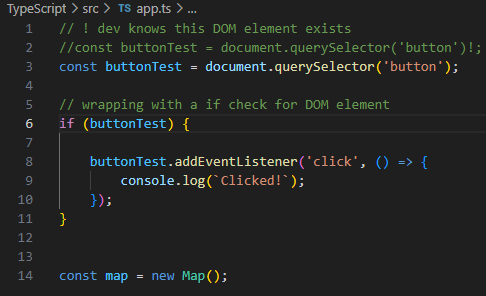 TypeScript > src > TS app.ts > ...
1 // ! dev knows this DOM element exists
2 //const buttonTest = document.querySelector('button')!;
3 const buttonTest = document.querySelector('button');
4
5 // wrapping with a if check for DOM element
6 if (buttonTest) {
7
8 buttonTest.addEventListener('click', () => {
9 console.log(`Clicked!`);
10 });
11 }
12
13
14 const map = new Map();